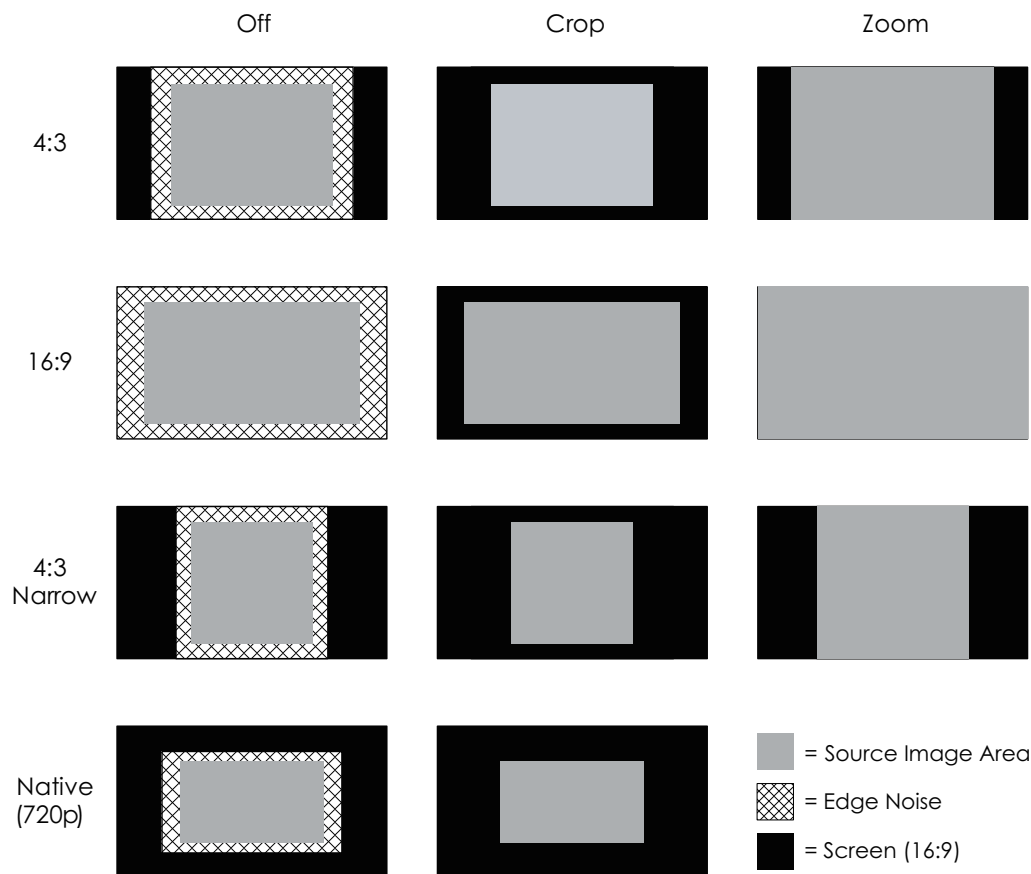 Off Crop Zoom
4:3
16:9
4:3
Narrow
Native
(720p)
= Source Image Area
= Edge Noise
= Screen (16:9)